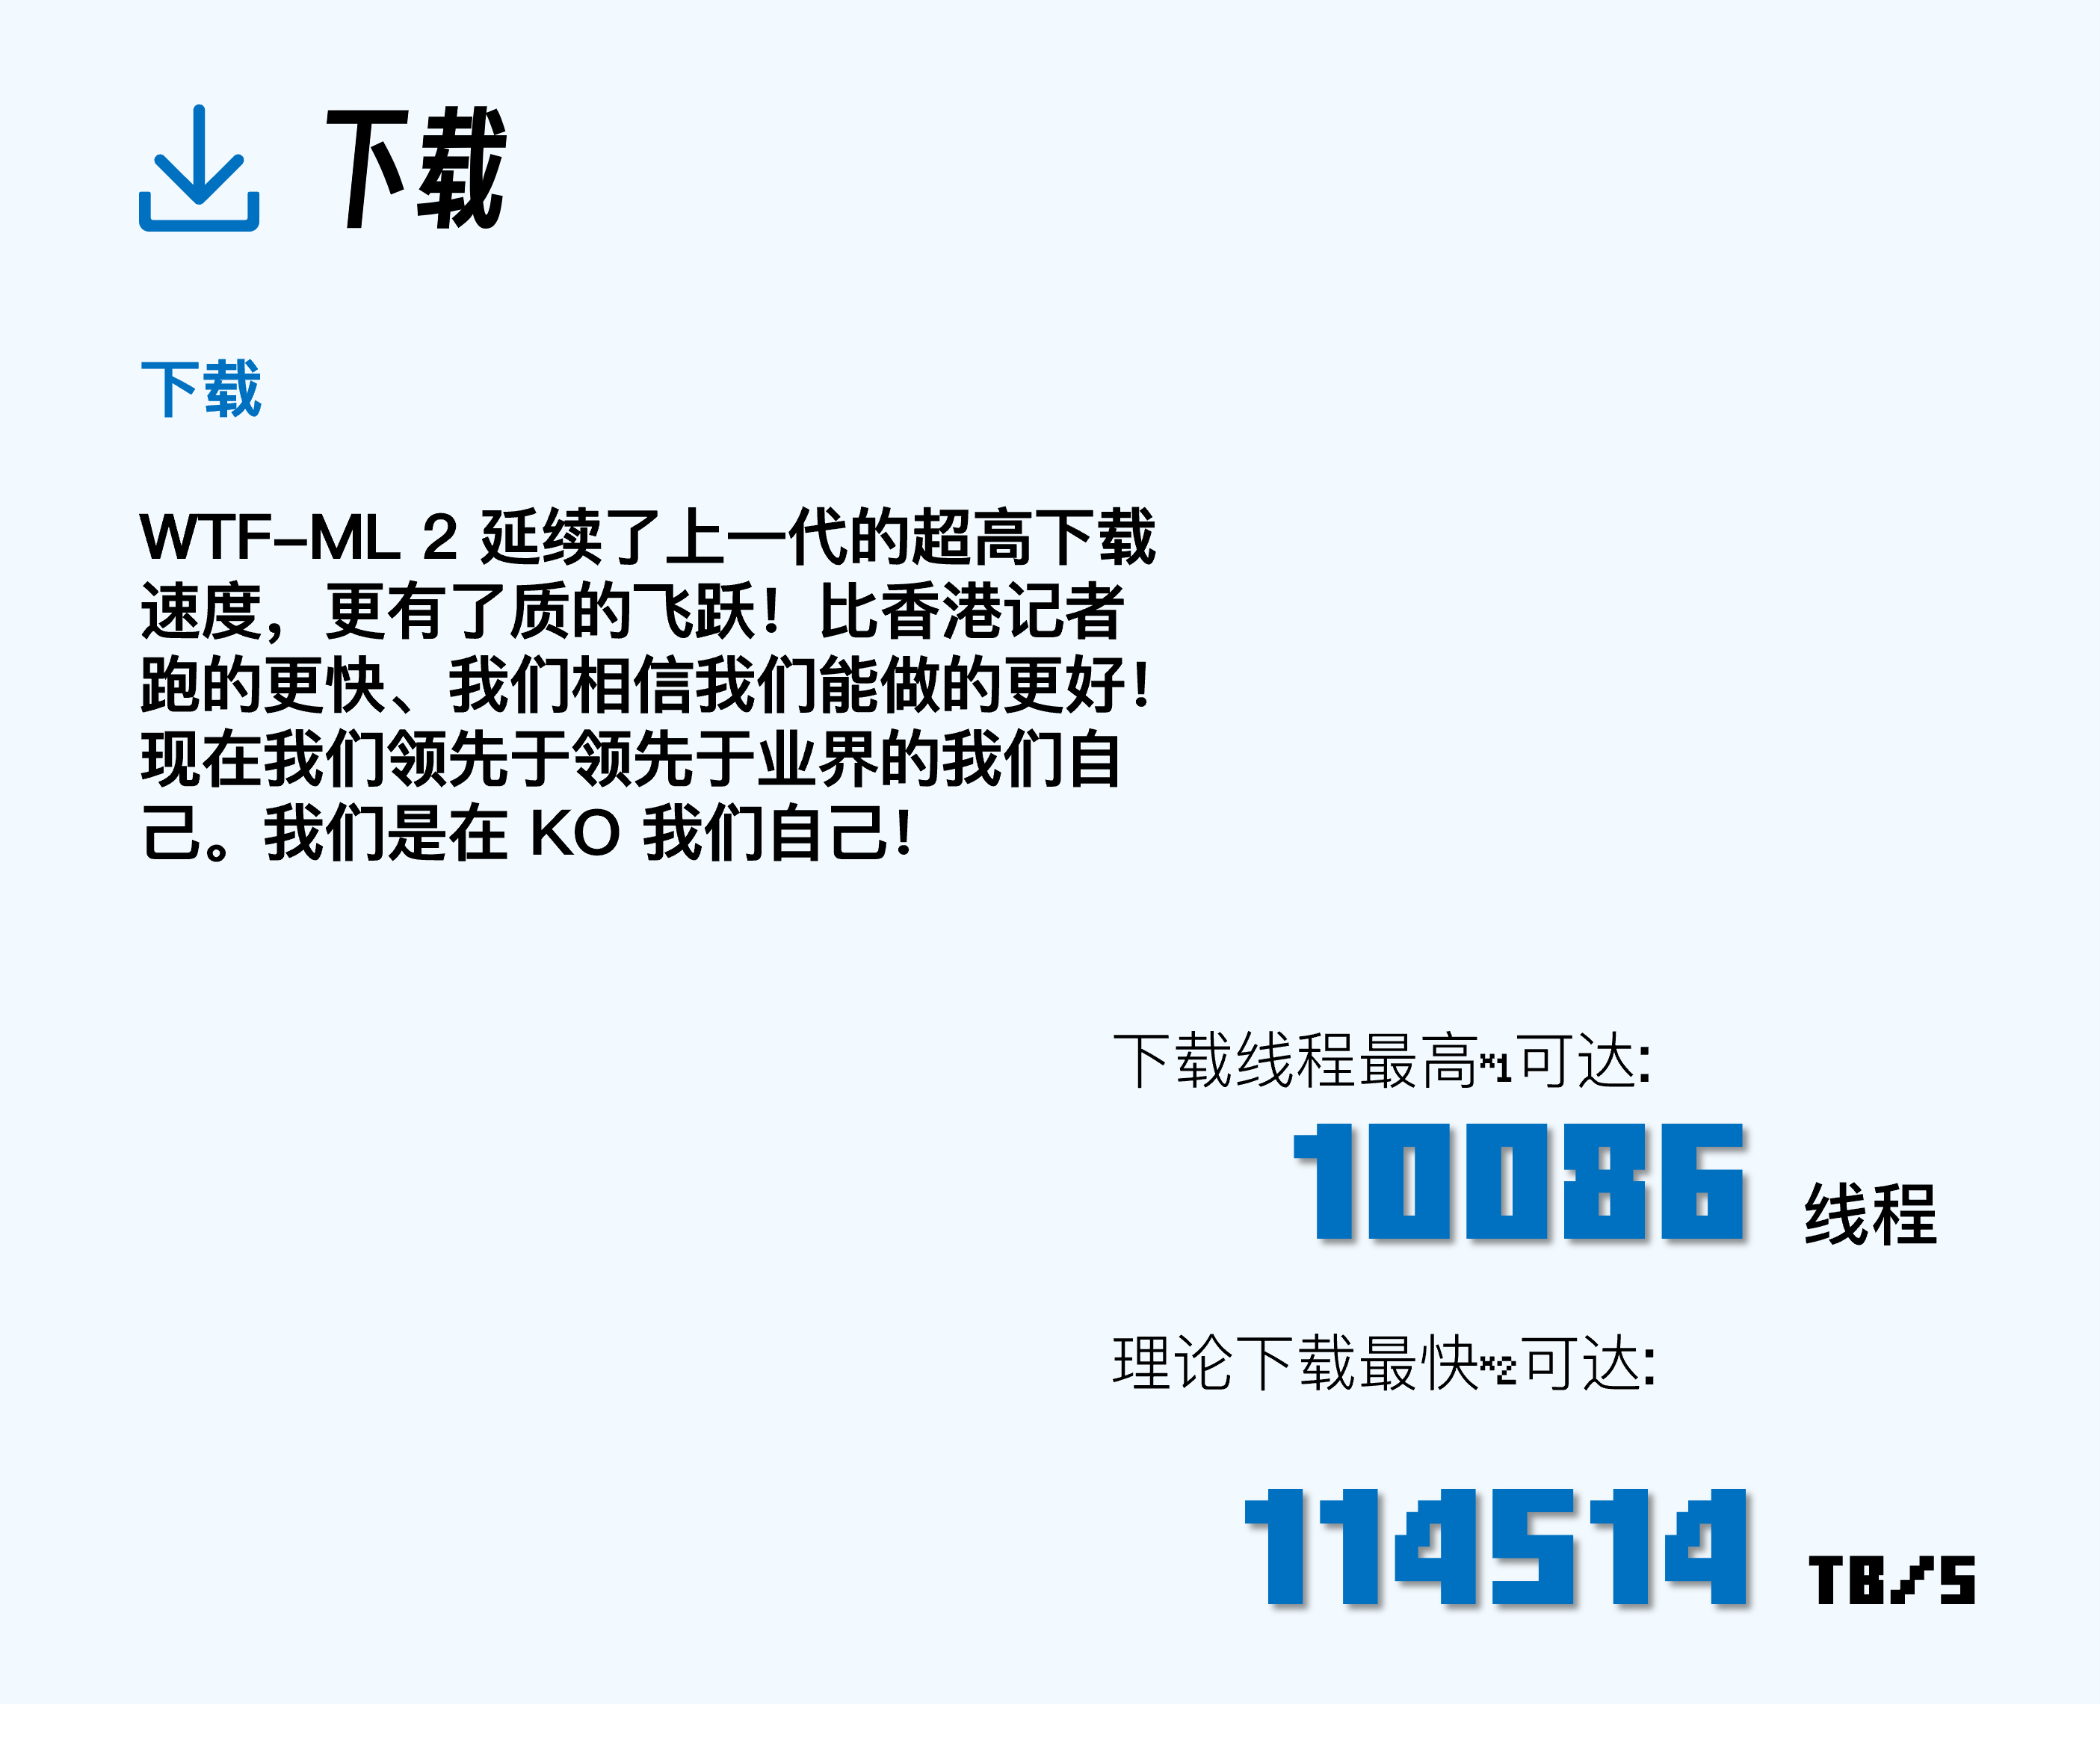 下载
下载
WTF-ML 2 延续了上一代的超高下载
速度，更有了质的飞跃！比香港记者
跑的更快、我们相信我们能做的更好！
现在我们领先于领先于业界的我们自
己。我们是在 KO 我们自己！
下载线程最高※1可达：
10086 线程
理论下载最快※2可达：
114514 TB/S